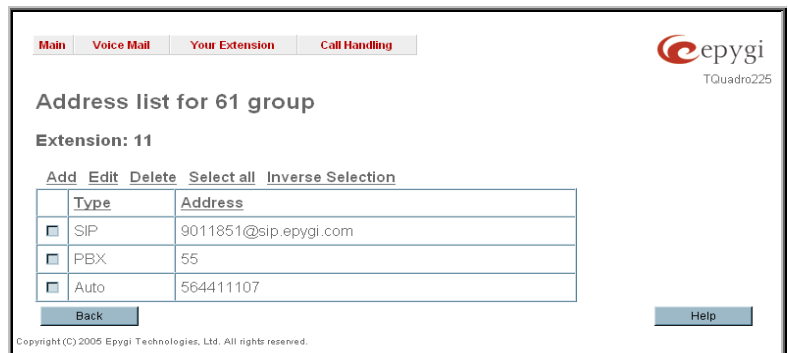 Main Voice Mail Your Extension Call Handling
epygi
TQuadro225
Address list for 61 group
Extension: 11
Add Edit Delete Select all Inverse Selection
Type Address
SIP 9011851@sip.epygi.com
PBX 55
Auto 564411107
Back Help
Copyright (C) 2005 Epygi Technologies, Ltd. All rights reserved.